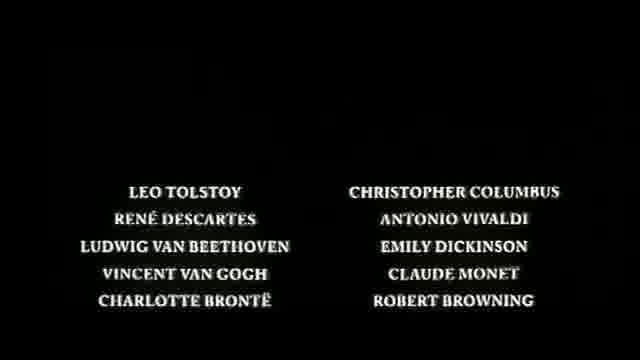 LEO TOLSTOY
RENÉ DESCARTES
LUDWIG VAN BEETHOVEN
VINCENT VAN GOGH
CHARLOTTE BRONTË
CHRISTOPHER COLUMBUS
ANTONIO VIVALDI
EMILY DICKINSON
CLAUDE MONET
ROBERT BROWNING